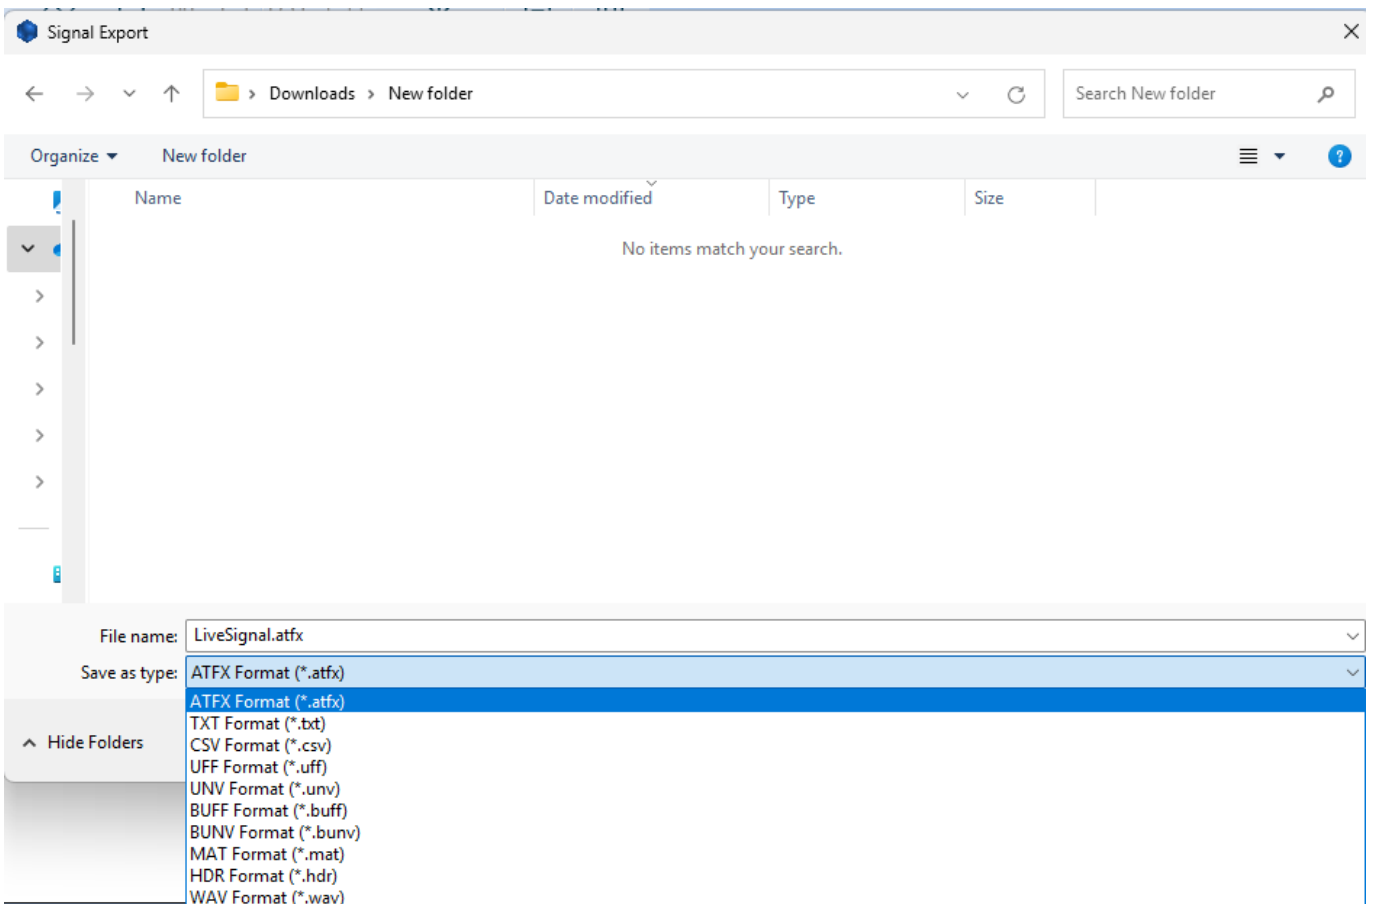 Signal Export
Downloads > New folder
Search New folder
Organize
New folder
Name
Date modified
Type
Size
No items match your search.
File name: LiveSignal.atfx
Save as type: ATFX Format (*.atfx)
ATFX Format (*.atfx)
TXT Format (*.txt)
CSV Format (*.csv)
Hide Folders
UFF Format (*.uff)
UNV Format (*.unv)
BUFF Format (*.buff)
BUNV Format (*.bunv)
MAT Format (*.mat)
HDR Format (*.hdr)
WAV Format (*.wav)